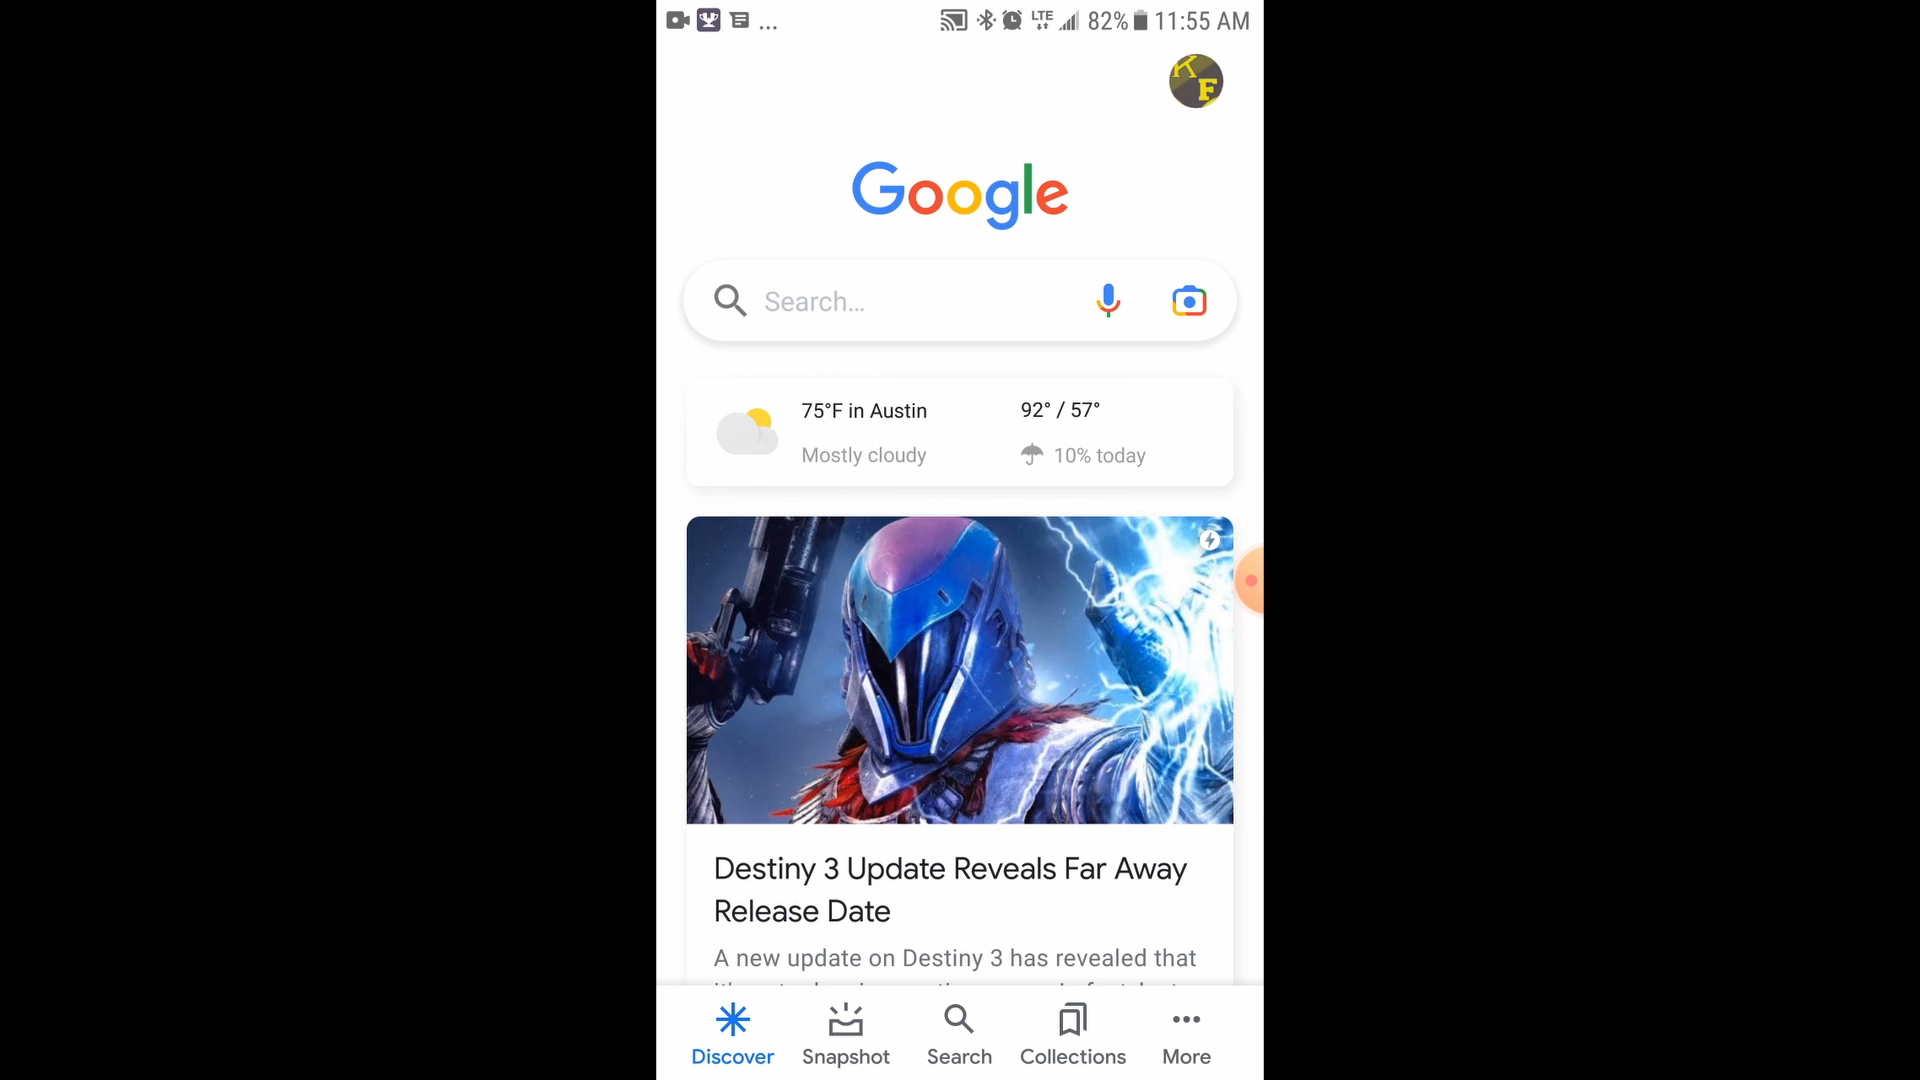 ... LTE 82% 11:55 AM
K
F
Google
Search...
75°F in Austin 92° / 57°
Mostly cloudy 10% today
Destiny 3 Update Reveals Far Away
Release Date
A new update on Destiny 3 has revealed that
Discover Snapshot Search Collections More